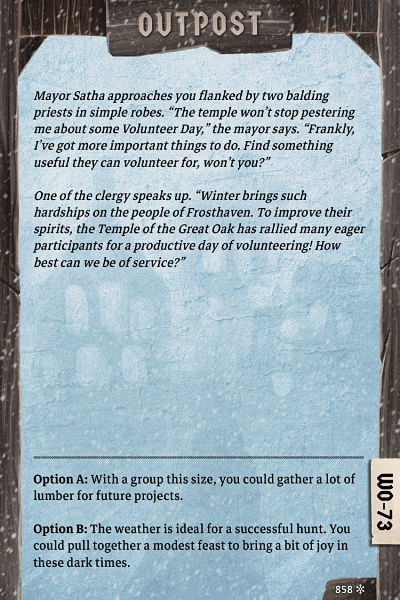 OUTPOST
Mayor Satha approaches you flanked by two balding
priests in simple robes. “The temple won’t stop pestering
me about some Volunteer Day,” the mayor says. “Frankly,
I’ve got more important things to do. Find something
useful they can volunteer for, won’t you?”
One of the clergy speaks up. “Winter brings such
hardships on the people of Frosthaven. To improve their
spirits, the Temple of the Great Oak has rallied many eager
participants for a productive day of volunteering! How
best can we be of service?”
Option A: With a group this size, you could gather a lot of
lumber for future projects.
Option B: The weather is ideal for a successful hunt. You
could pull together a modest feast to bring a bit of joy in
these dark times.
WO-73
858